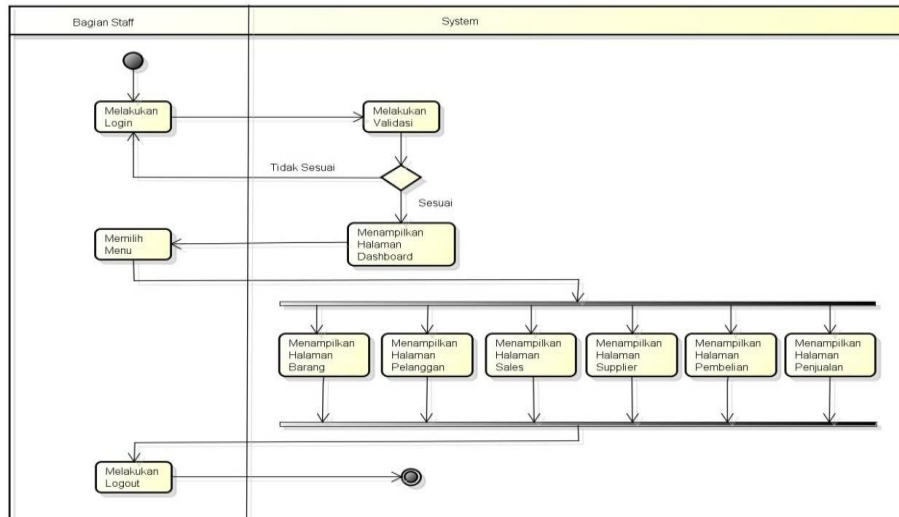 Bagian Staff
System
Melakukan
Login
Melakukan
Validasi
Tidak Sesuai
Sesuai
Memilih
Menu
Menampilkan
Halaman
Dashboard
Menampilkan
Halaman
Barang
Menampilkan
Halaman
Pelanggan
Menampilkan
Halaman
Sales
Menampilkan
Halaman
Supplier
Menampilkan
Halaman
Pembelian
Menampilkan
Halaman
Penjualan
Melakukan
Logout